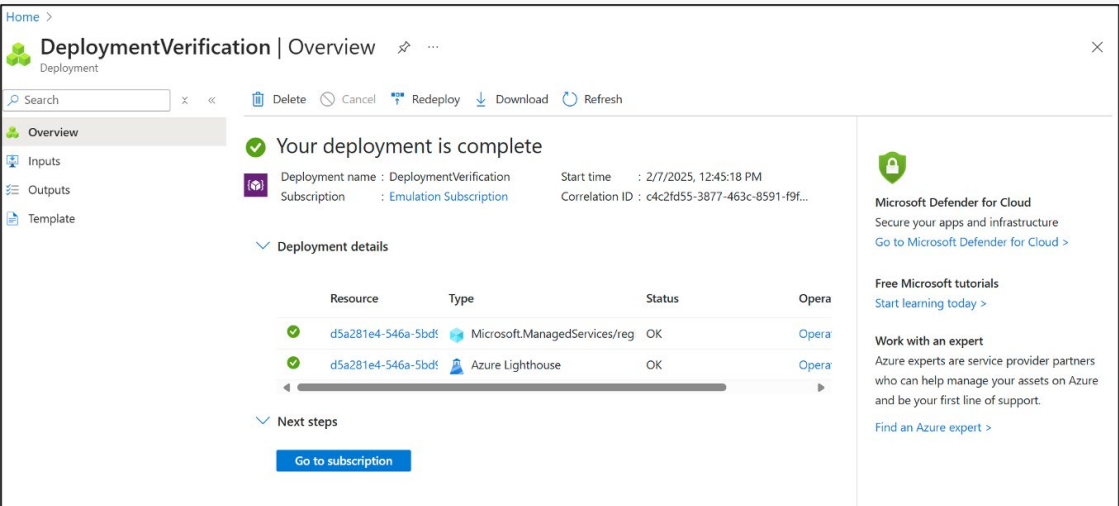 Home >
DeploymentVerification | Overview ...
Deployment
Search
Delete Cancel Redeploy Download Refresh
Overview
Inputs
Outputs
Template
Your deployment is complete
Deployment name : DeploymentVerification Start time : 2/7/2025, 12:45:18 PM
Subscription : Emulation Subscription Correlation ID : c4c2fd55-3877-463c-8591-f9f...
Deployment details
Resource Type Status Opera
d5a281e4-546a-5bd9 Microsoft.ManagedServices/reg OK Opera
d5a281e4-546a-5bd9 Azure Lighthouse OK Opera
Next steps
Go to subscription
Microsoft Defender for Cloud
Secure your apps and infrastructure
Go to Microsoft Defender for Cloud >
Free Microsoft tutorials
Start learning today >
Work with an expert
Azure experts are service provider partners
who can help manage your assets on Azure
and be your first line of support.
Find an Azure expert >